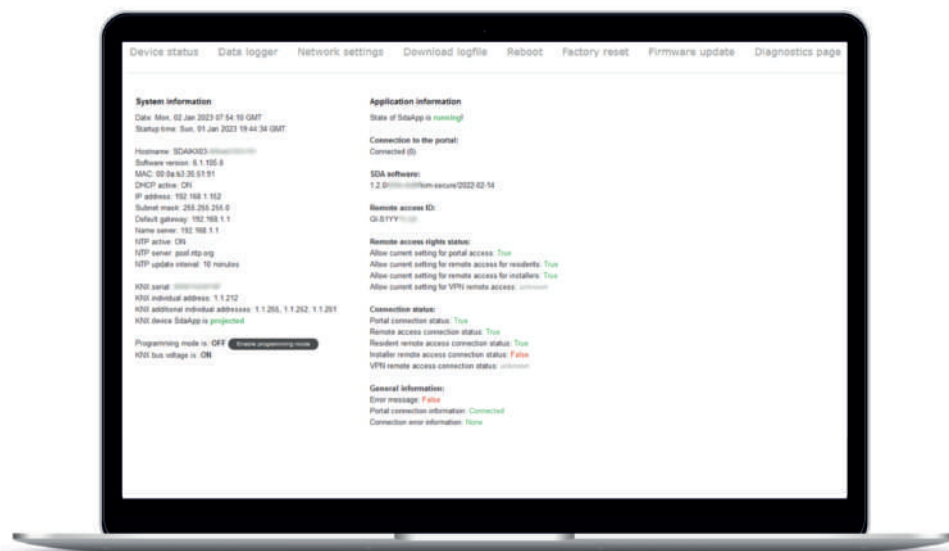 Device status Data logger Network settings Download logfile Reboot Factory reset Firmware update Diagnostics page
System information
Date: Mon, 02 Jan 2023 07:54:10 GMT
Startup time: Sun, 01 Jan 2023 19:44:34 GMT
Hostname: SDAIKX03
Software version: 6.1.105.8
MAC: 00:0a:b3:35:51:91
DHCP active: ON
IP address: 192.168.1.152
Subnet mask: 255.255.255.0
Default gateway: 192.168.1.1
Name server: 192.168.1.1
NTP active: ON
NTP server: pool.ntp.org
NTP update interval: 10 minutes
KNX serial:
KNX individual address: 1.1.212
KNX additional individual addresses: 1.1.255, 1.1.252, 1.1.251
KNX device SdaApp is projected
Programming mode is: OFF Enable programming mode
KNX bus voltage is: ON
Application information
State of SdaApp is running!
Connection to the portal:
Connected (0)
SDA software:
1.2.0 /kim-secure/2022-02-14
Remote access ID:
Remote access rights status:
Allow current setting for portal access: True
Allow current setting for remote access for residents: True
Allow current setting for remote access for installers: True
Allow current setting for VPN remote access: unknown
Connection status:
Portal connection status: True
Remote access connection status: True
Resident remote access connection status: True
Installer remote access connection status: False
VPN remote access connection status: unknown
General information:
Error message: False
Portal connection information: Connected
Connection error information: None